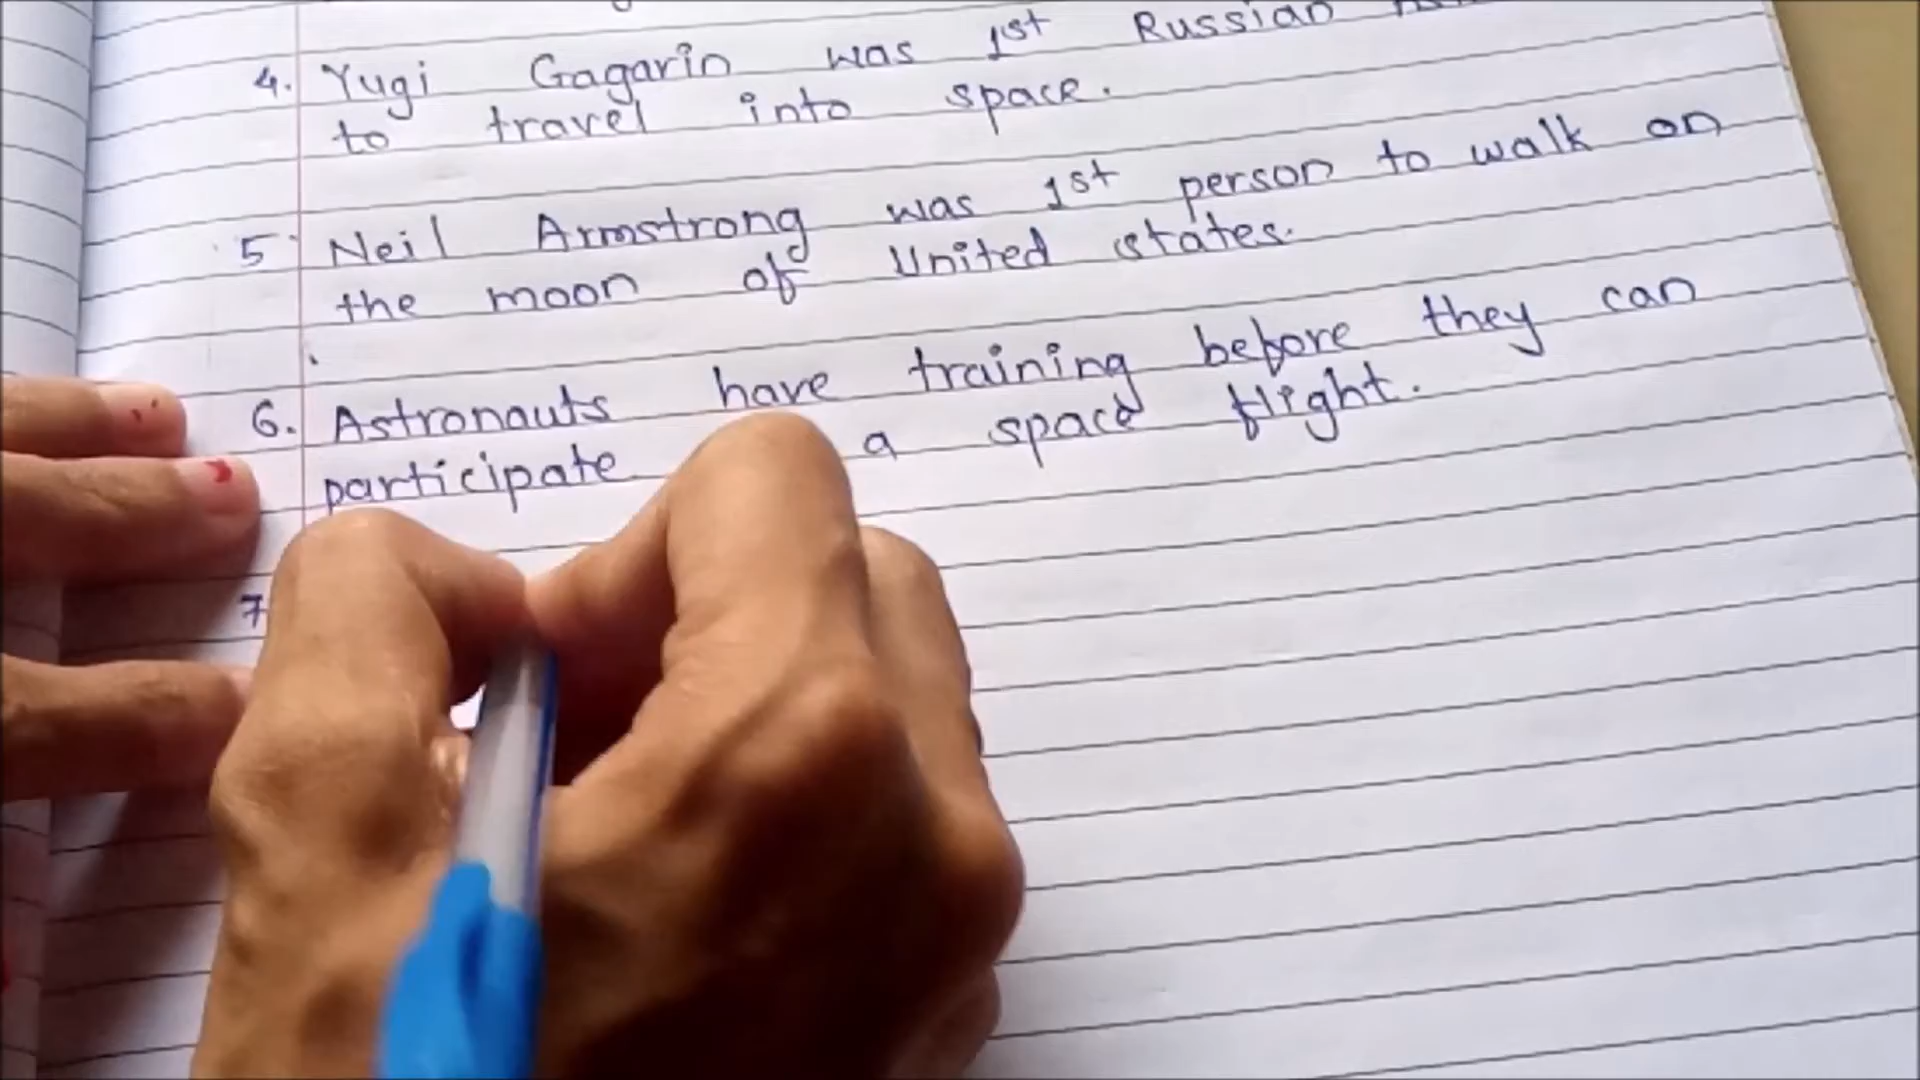 4. Yugi Gagarin was 1st Russian
to travel into space.
5. Neil Armstrong was 1st person to walk on
the moon of United states.
6. Astronauts have training before they can
participate a space flight.
7